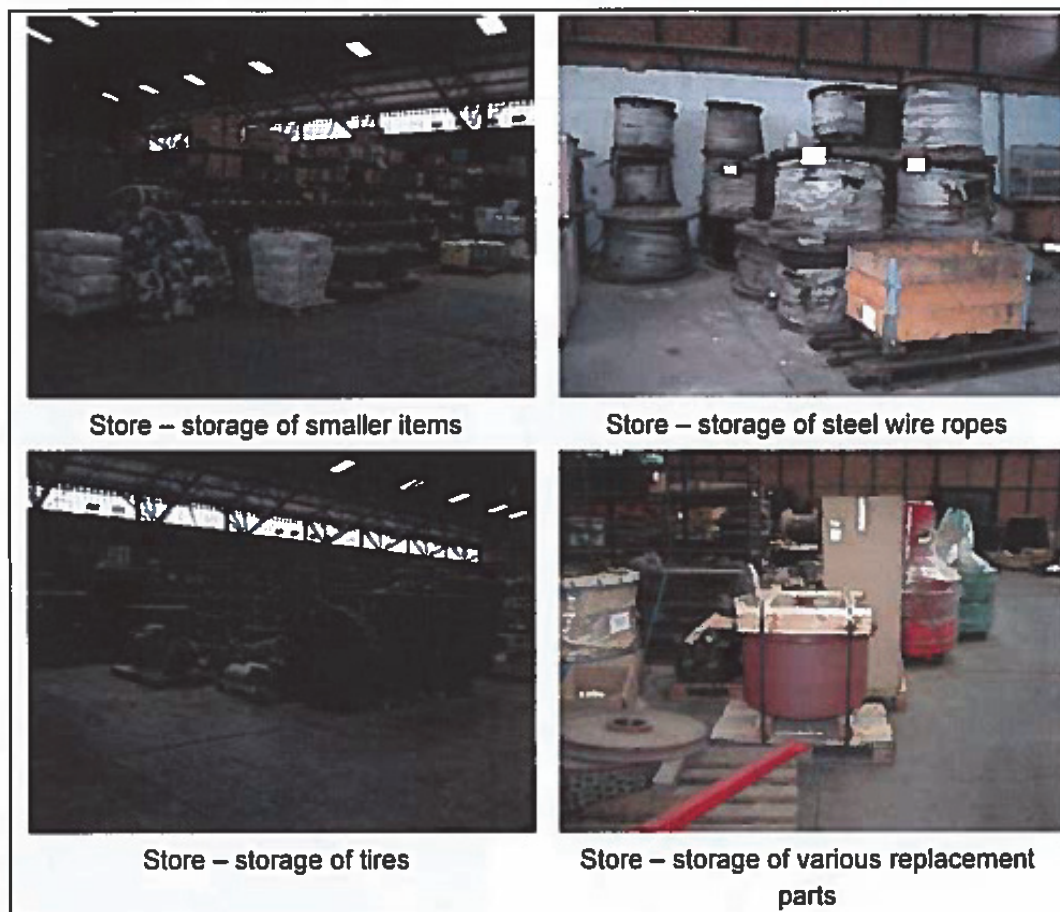 Store – storage of smaller items
Store – storage of steel wire ropes
Store – storage of tires
Store – storage of various replacement
parts